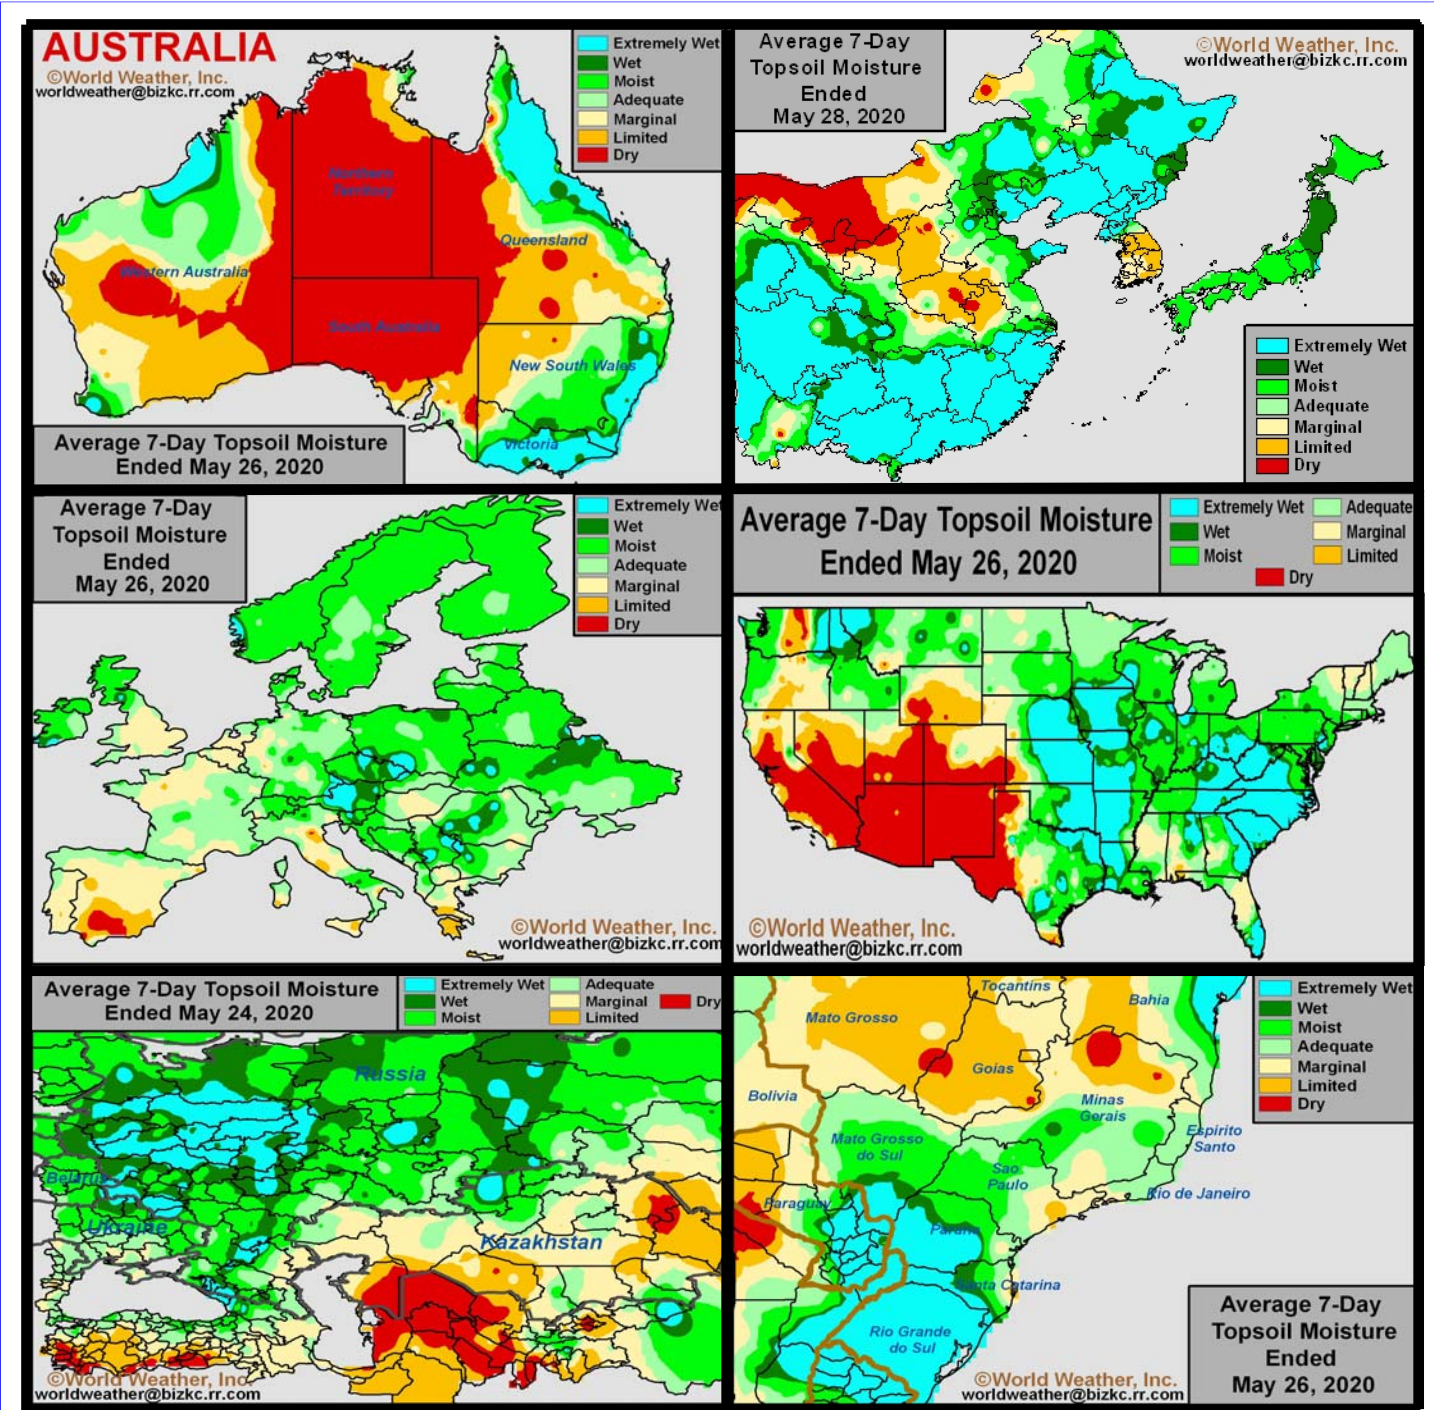 AUSTRALIA
©World Weather, Inc.
worldweather@bizkc.rr.com
Extremely Wet
Wet
Moist
Adequate
Marginal
Limited
Dry
Northern
Territory
Queensland
Western Australia
South Australia
New South Wales
Victoria
Average 7-Day Topsoil Moisture
Ended May 26, 2020
Average 7-Day
Topsoil Moisture
Ended
May 28, 2020
©World Weather, Inc.
worldweather@bizkc.rr.com
Extremely Wet
Wet
Moist
Adequate
Marginal
Limited
Dry
Average 7-Day
Topsoil Moisture
Ended
May 26, 2020
Extremely Wet
Wet
Moist
Adequate
Marginal
Limited
Dry
©World Weather, Inc.
worldweather@bizkc.rr.com
Average 7-Day Topsoil Moisture
Ended May 26, 2020
Extremely Wet
Adequate
Wet
Marginal
Moist
Limited
Dry
©World Weather, Inc.
worldweather@bizkc.rr.com
Average 7-Day Topsoil Moisture
Ended May 24, 2020
Extremely Wet
Adequate
Wet
Marginal
Dry
Moist
Limited
Russia
Belarus
Ukraine
Kazakhstan
©World Weather, Inc.
worldweather@bizkc.rr.com
Tocantins
Bahia
Mato Grosso
Goias
Bolivia
Minas
Gerais
Mato Grosso
do Sul
Espirito
Santo
Sao
Paulo
Rio de Janeiro
Paraguay
Parana
Santa Catarina
Rio Grande
do Sul
Extremely Wet
Wet
Moist
Adequate
Marginal
Limited
Dry
Average 7-Day
Topsoil Moisture
Ended
May 26, 2020
©World Weather, Inc.
worldweather@bizkc.rr.com